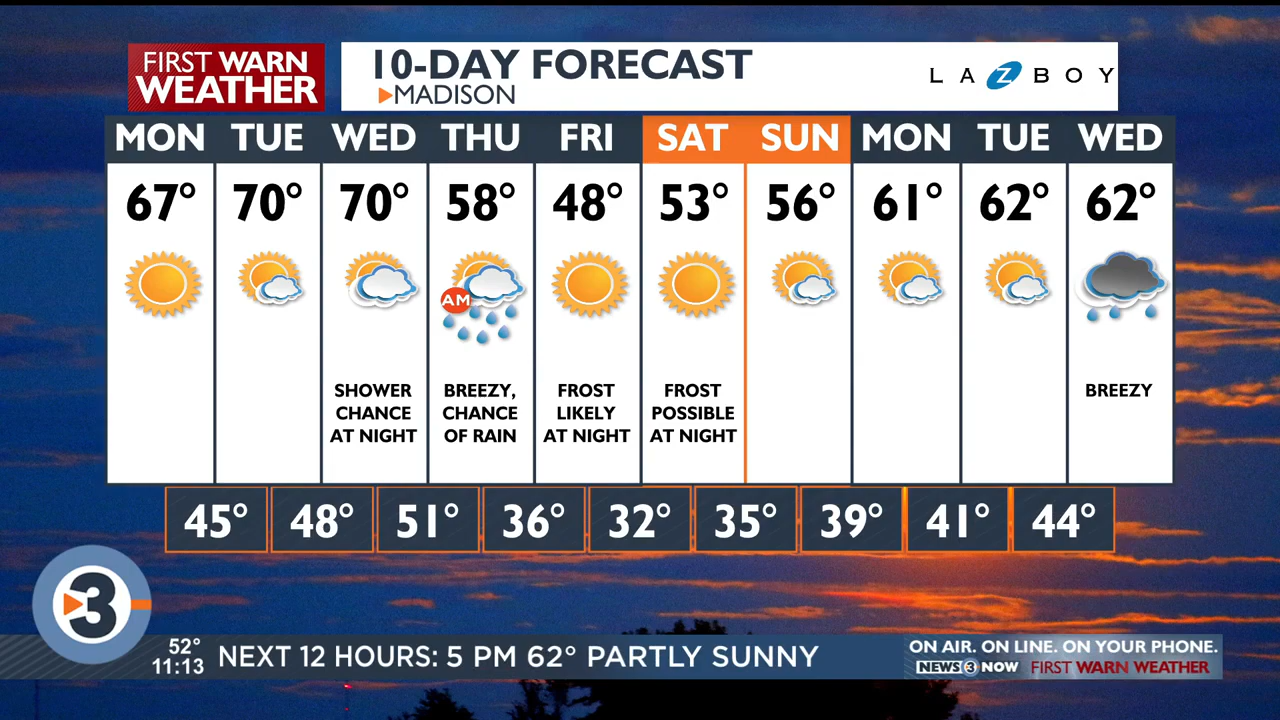 FIRST WARN
WEATHER
10-DAY FORECAST
MADISON
LA Z BOY
MON TUE WED THU FRI SAT SUN MON TUE WED
67° 70° 70° 58° 48° 53° 56° 61° 62° 62°
AM
SHOWER
CHANCE
AT NIGHT
BREEZY,
CHANCE
OF RAIN
FROST
LIKELY
AT NIGHT
FROST
POSSIBLE
AT NIGHT
BREEZY
45° 48° 51° 36° 32° 35° 39° 41° 44°
3
52°
11:13
NEXT 12 HOURS: 5 PM 62° PARTLY SUNNY
ON AIR. ON LINE. ON YOUR PHONE.
NEWS 3 NOW FIRST WARN WEATHER